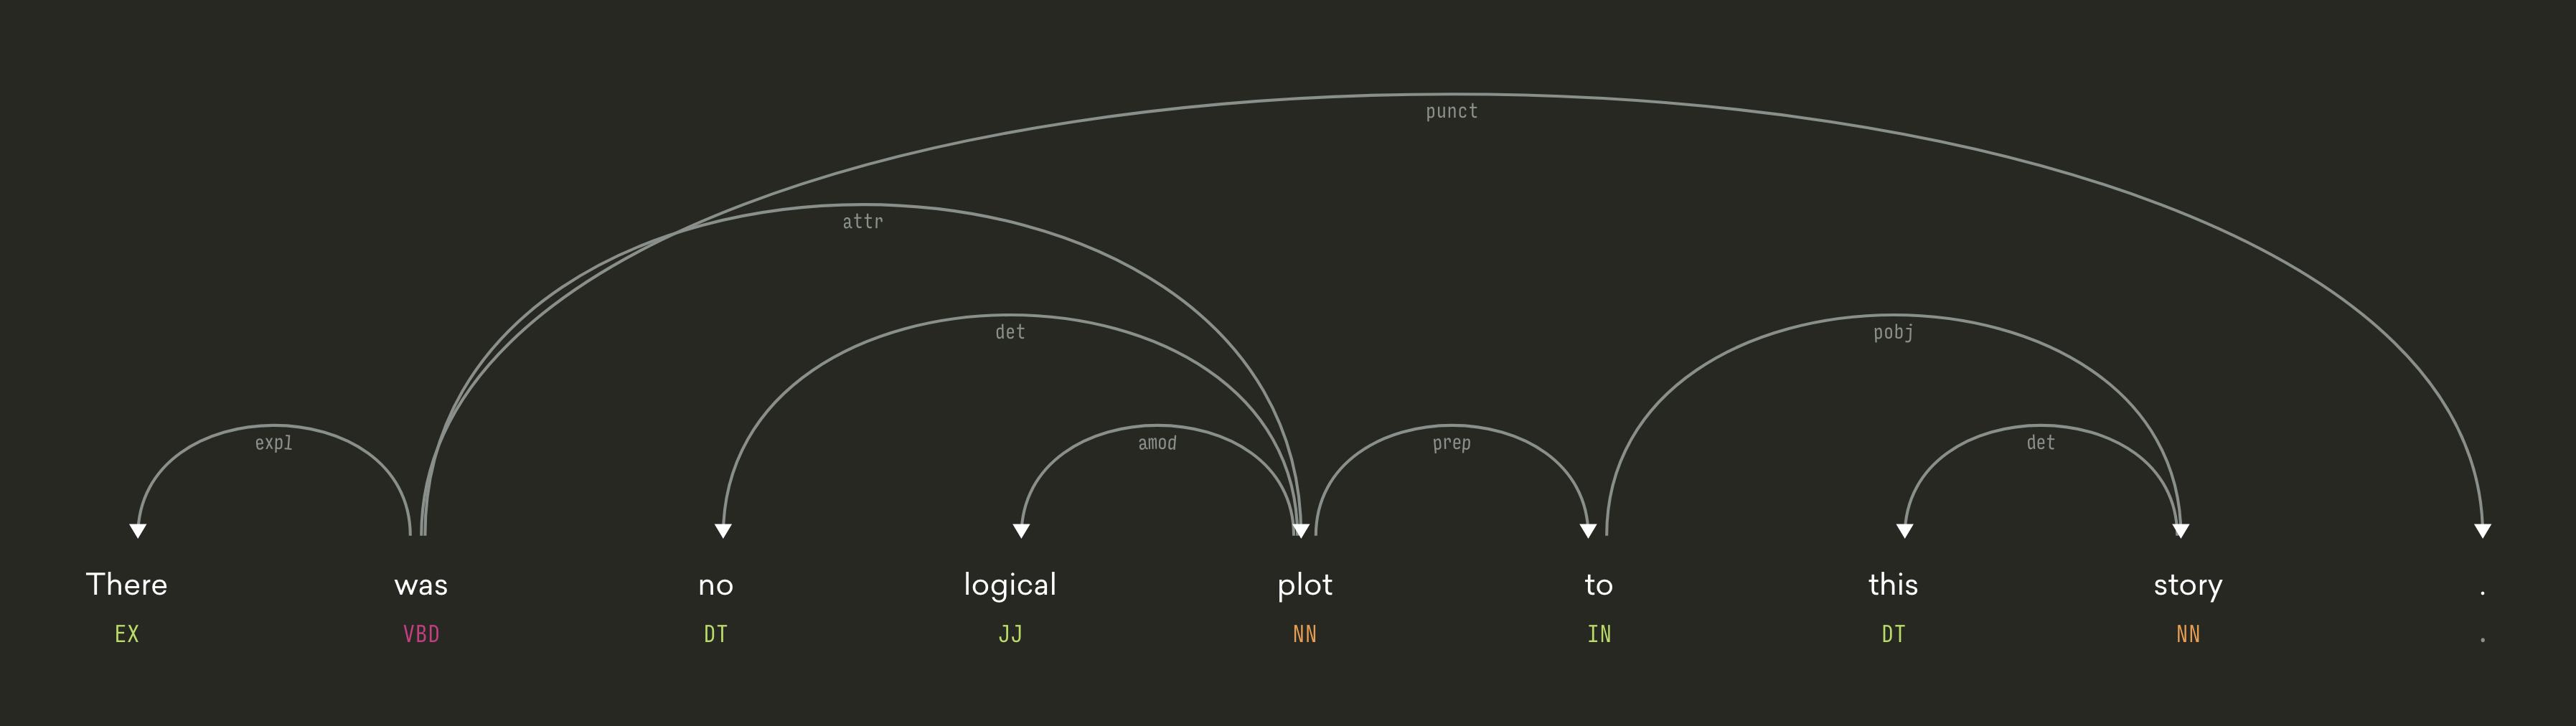 punct
attr
det pobj
expl amod prep det
There was no logical plot to this story .
EX VBD DT JJ NN IN DT NN .